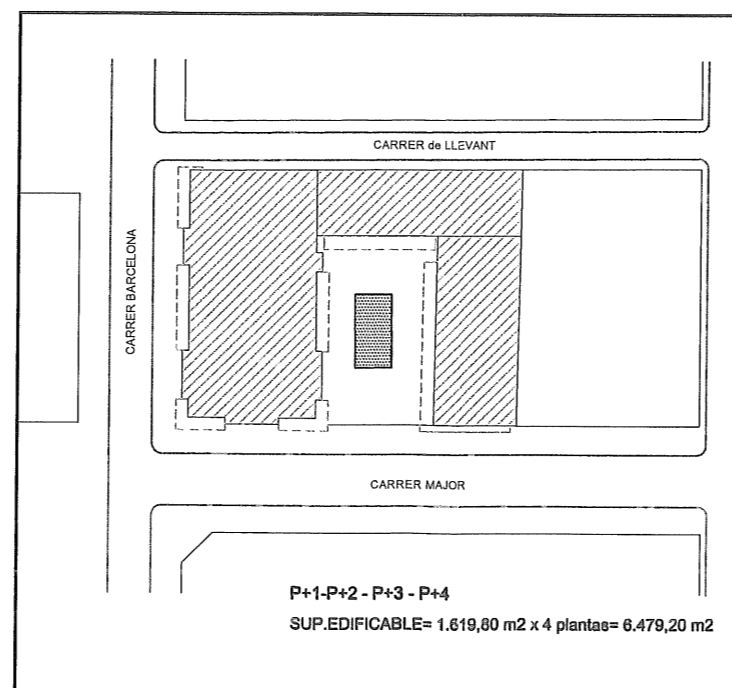 CARRER de LLEVANT
CARRER BARCELONA
CARRER MAJOR
P+1-P+2 - P+3 - P+4
SUP.EDIFICABLE= 1.619,80 m2 x 4 plantas= 6.479,20 m2